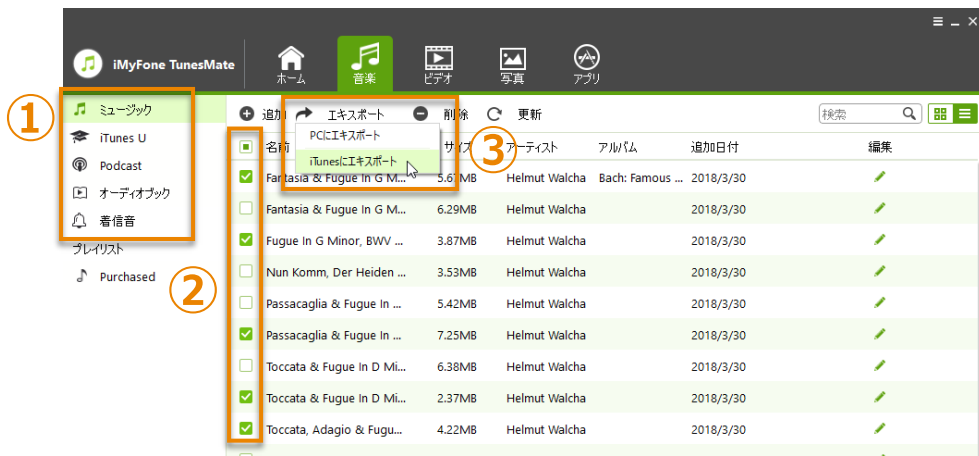 iMyFone TunesMate
ホーム 音楽 ビデオ 写真 アプリ
①
ミュージック
iTunes U
Podcast
オーディオブック
着信音
プレイリスト
Purchased
②
追加 エキスポート 削除 更新 検索
PCにエキスポート
iTunesにエキスポート
③
名前 サイズ アーティスト アルバム 追加日付 編集
Fantasia & Fugue In G M... 5.67MB Helmut Walcha Bach: Famous ... 2018/3/30
Fantasia & Fugue In G M... 6.29MB Helmut Walcha 2018/3/30
Fugue In G Minor, BWV ... 3.87MB Helmut Walcha 2018/3/30
Nun Komm, Der Heiden ... 3.53MB Helmut Walcha 2018/3/30
Passacaglia & Fugue In ... 5.42MB Helmut Walcha 2018/3/30
Passacaglia & Fugue In ... 7.25MB Helmut Walcha 2018/3/30
Toccata & Fugue In D Mi... 6.38MB Helmut Walcha 2018/3/30
Toccata & Fugue In D Mi... 2.37MB Helmut Walcha 2018/3/30
Toccata, Adagio & Fugu... 4.22MB Helmut Walcha 2018/3/30